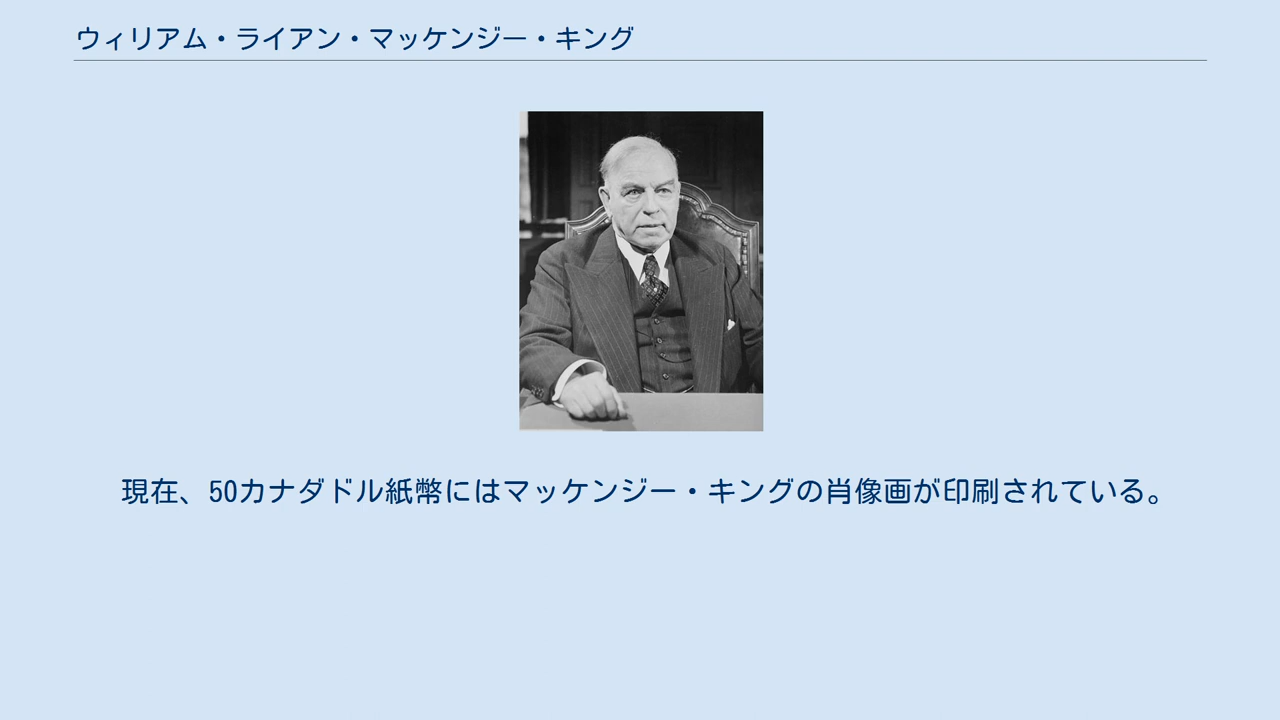 ウィリアム・ライアン・マッケンジー・キング
現在、50カナダドル紙幣にはマッケンジー・キングの肖像画が印刷されている。